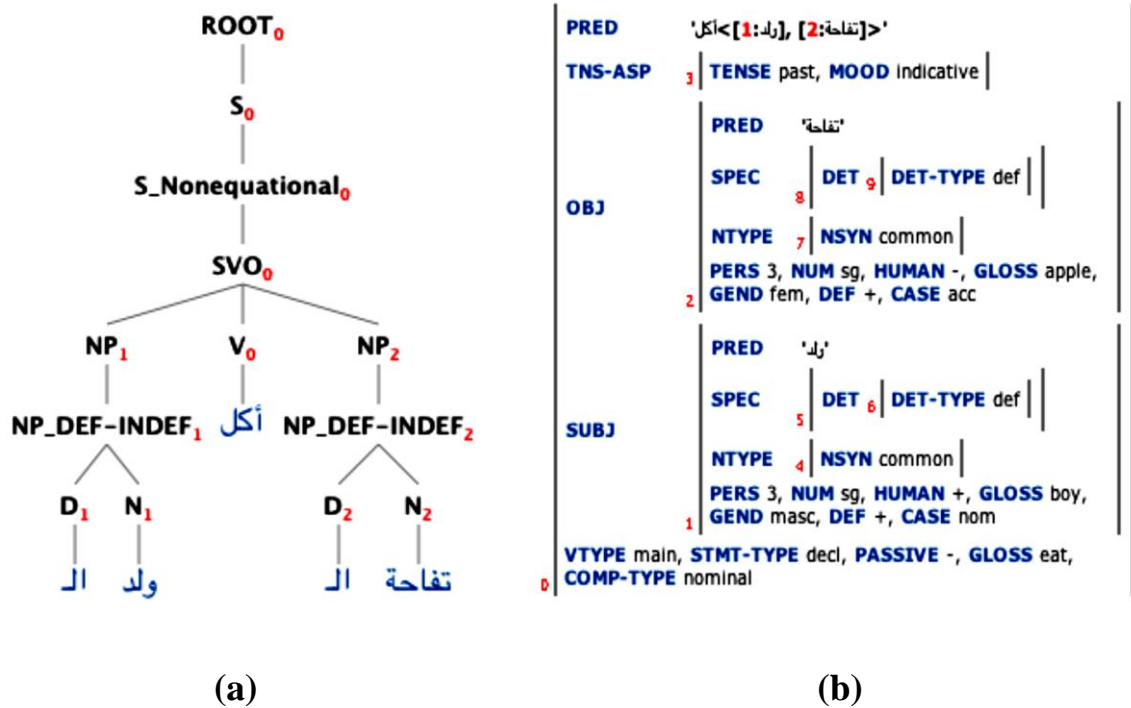 ROOT0
S0
S_Nonequational0
SVO0
NP1 V0 NP2
NP_DEF-INDEF1 أكل NP_DEF-INDEF2
D1 N1 D2 N2
الـ ولد الـ تفاحة
(a)
PRED 'أكل<[1:ولد], [2:تفاحة]>'
TNS-ASP 3 TENSE past, MOOD indicative
OBJ
PRED 'تفاحة'
SPEC 8 DET 9 DET-TYPE def
NTYPE 7 NSYN common
PERS 3, NUM sg, HUMAN -, GLOSS apple,
2 GEND fem, DEF +, CASE acc
SUBJ
PRED 'ولد'
SPEC 5 DET 6 DET-TYPE def
NTYPE 4 NSYN common
PERS 3, NUM sg, HUMAN +, GLOSS boy,
1 GEND masc, DEF +, CASE nom
VTYPE main, STMT-TYPE decl, PASSIVE -, GLOSS eat,
0 COMP-TYPE nominal
(b)